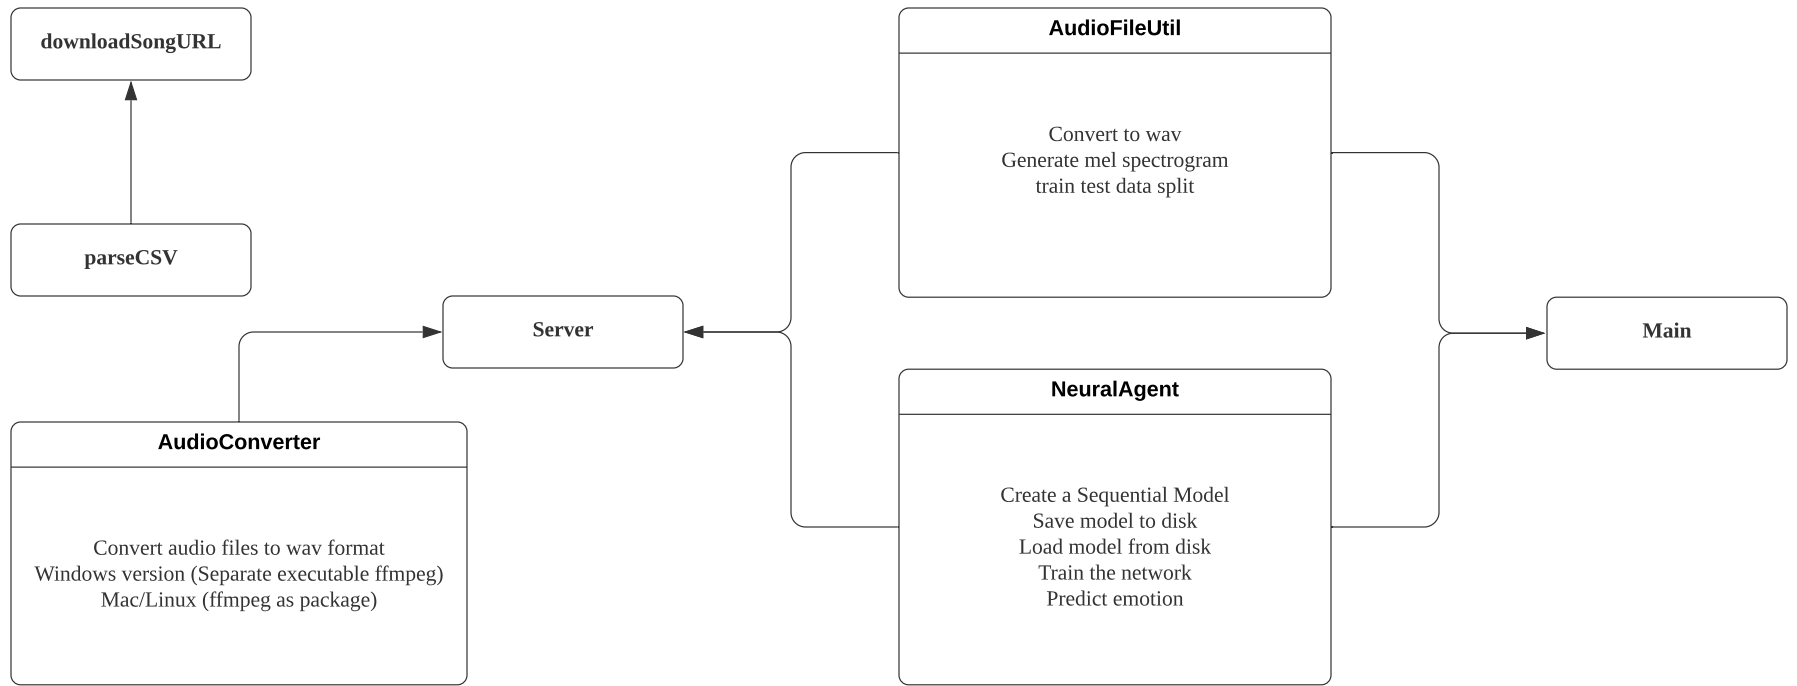 downloadSongURL
parseCSV
AudioConverter
Convert audio files to wav format
Windows version (Separate executable ffmpeg)
Mac/Linux (ffmpeg as package)
Server
AudioFileUtil
Convert to wav
Generate mel spectrogram
train test data split
NeuralAgent
Create a Sequential Model
Save model to disk
Load model from disk
Train the network
Predict emotion
Main